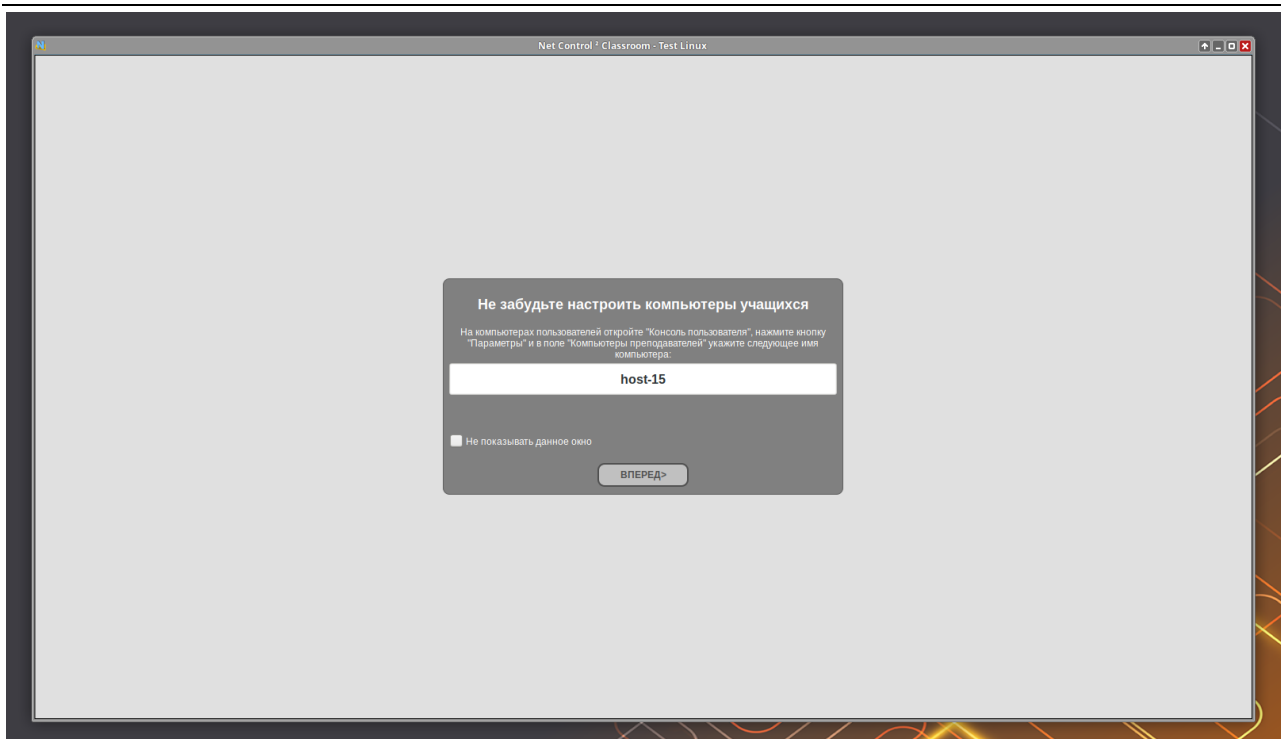 Net Control ² Classroom - Test Linux
Не забудьте настроить компьютеры учащихся
На компьютерах пользователей откройте "Консоль пользователя", нажмите кнопку
"Параметры" и в поле "Компьютеры преподавателей" укажите следующее имя
компьютера:
host-15
Не показывать данное окно
ВПЕРЕД>